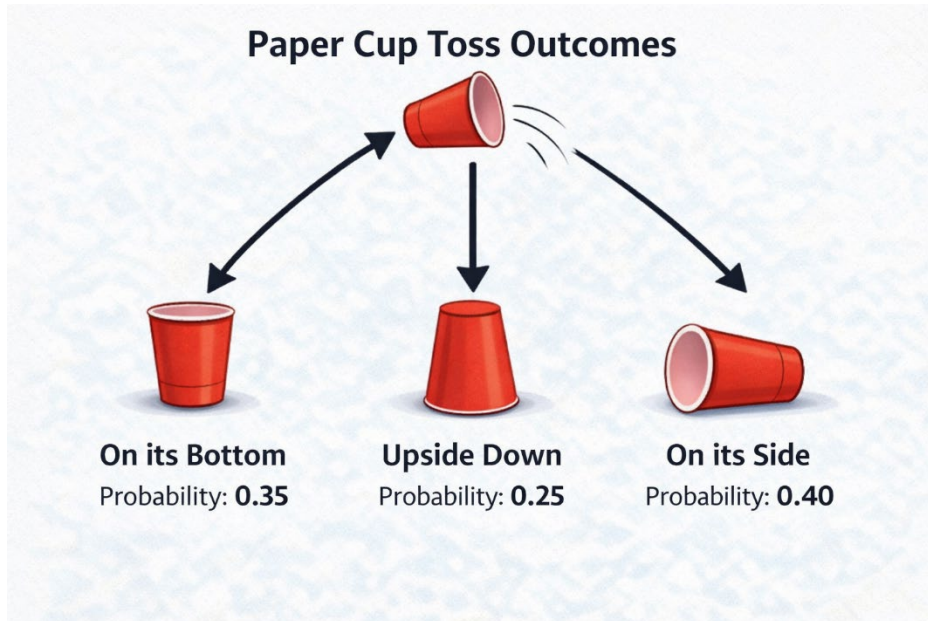 Paper Cup Toss Outcomes
On its Bottom
Probability: 0.35
Upside Down
Probability: 0.25
On its Side
Probability: 0.40